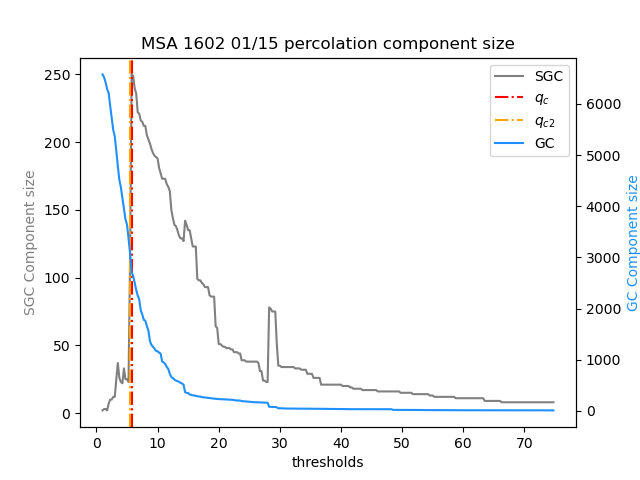 MSA 1602 01/15 percolation component size
SGC
q_c
q_c2
GC
250
200
150
100
50
0
SGC Component size
6000
5000
4000
3000
2000
1000
0
GC Component size
0 10 20 30 40 50 60 70
thresholds